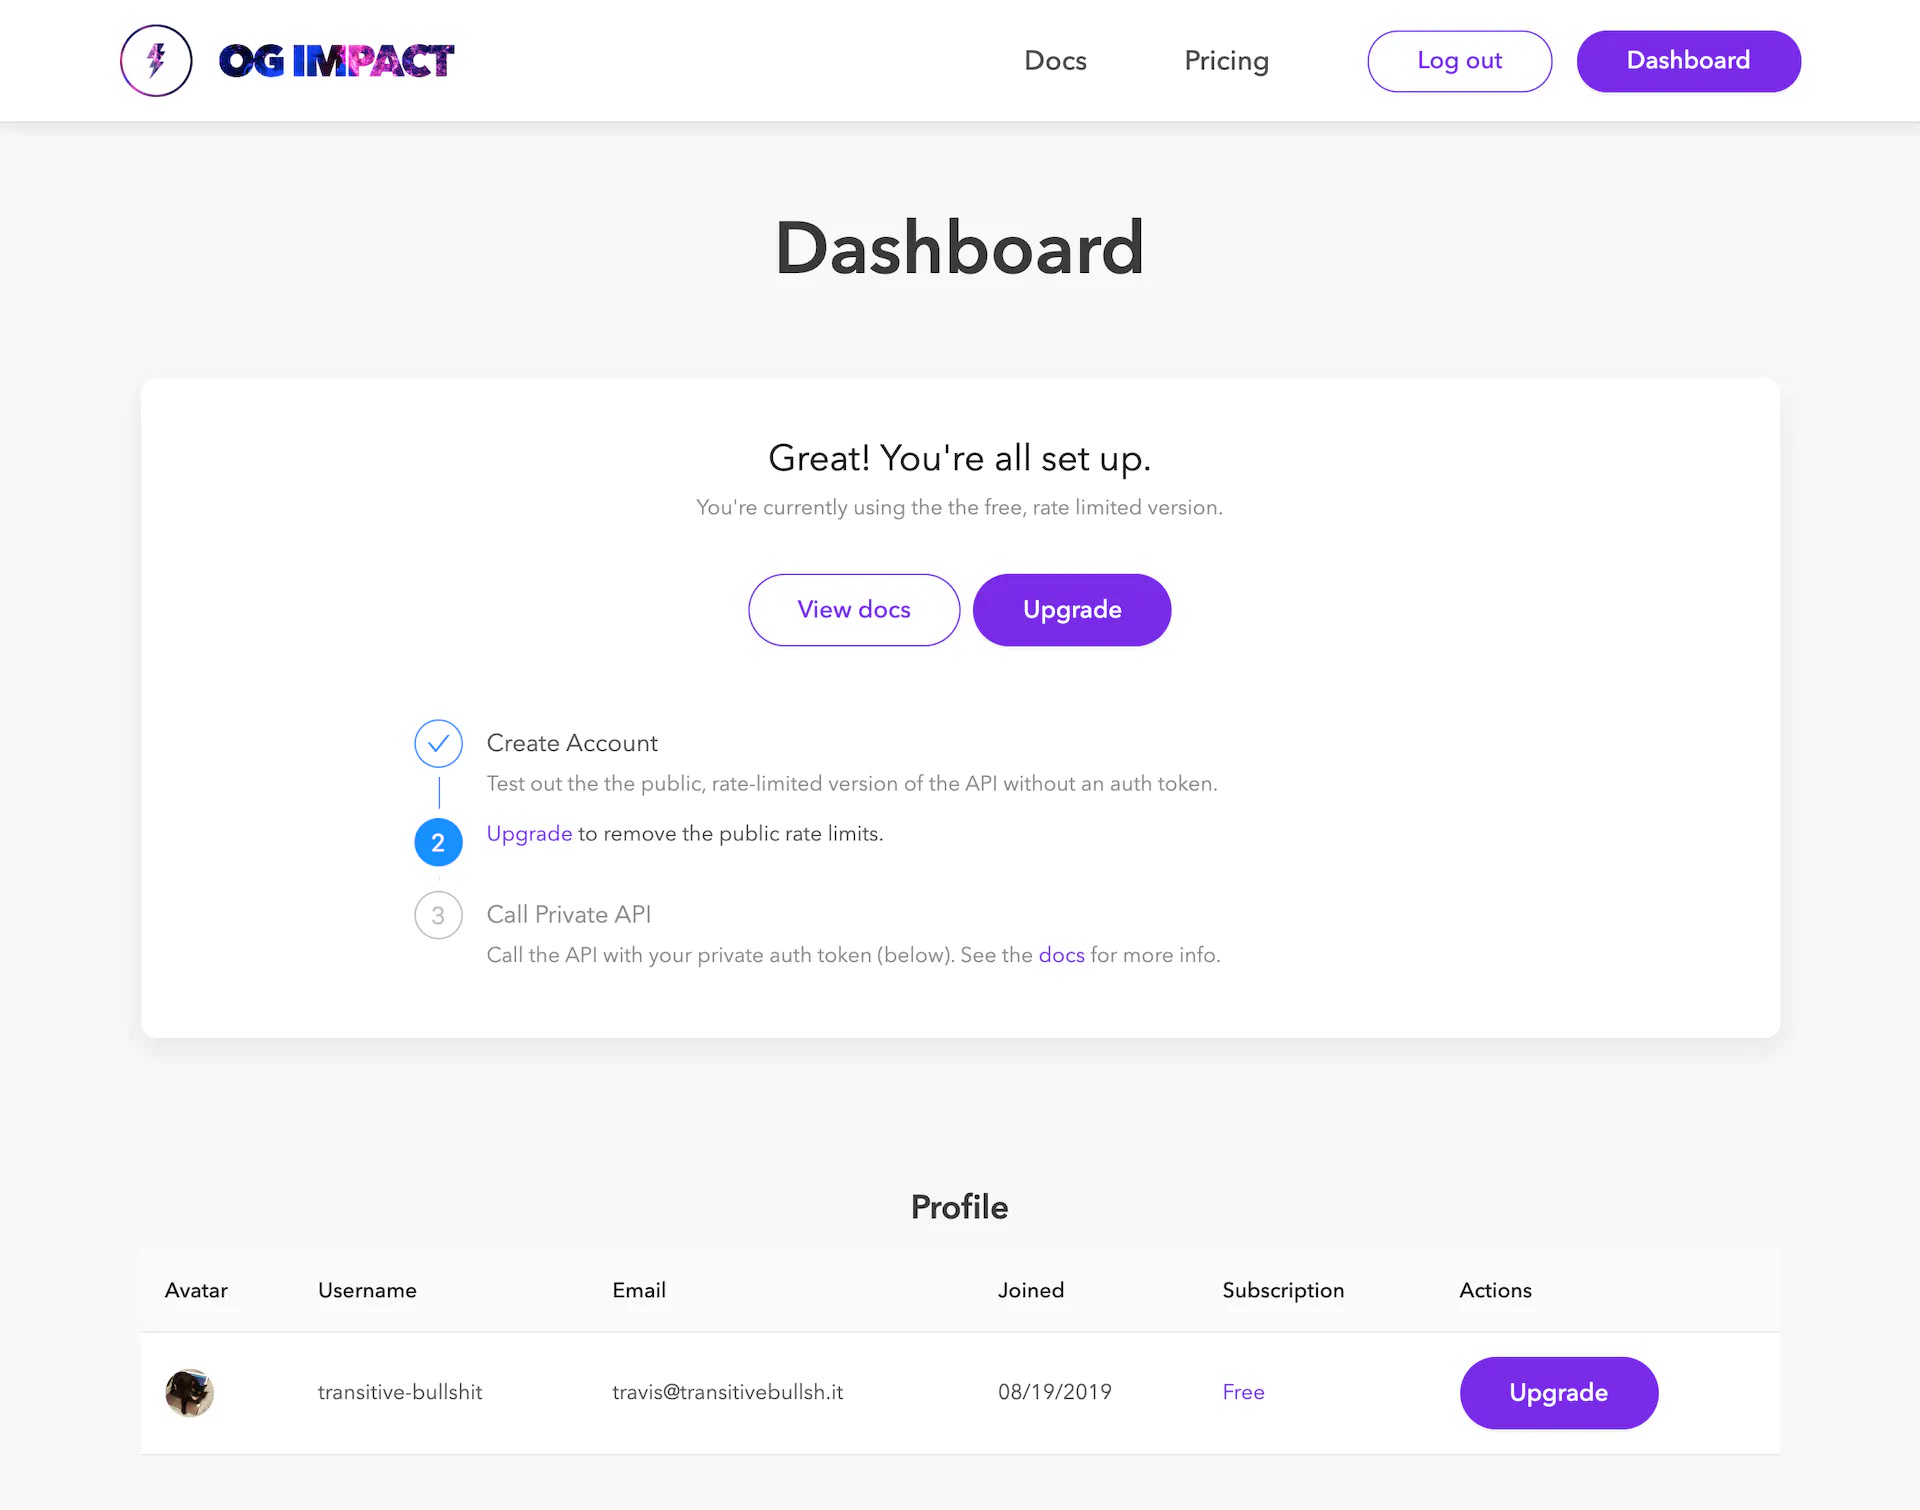 OG IMPACT
Docs Pricing Log out Dashboard
Dashboard
Great! You're all set up.
You're currently using the the free, rate limited version.
View docs Upgrade
Create Account
Test out the the public, rate-limited version of the API without an auth token.
2 Upgrade to remove the public rate limits.
3 Call Private API
Call the API with your private auth token (below). See the docs for more info.
Profile
Avatar Username Email Joined Subscription Actions
transitive-bullshit travis@transitivebullsh.it 08/19/2019 Free Upgrade